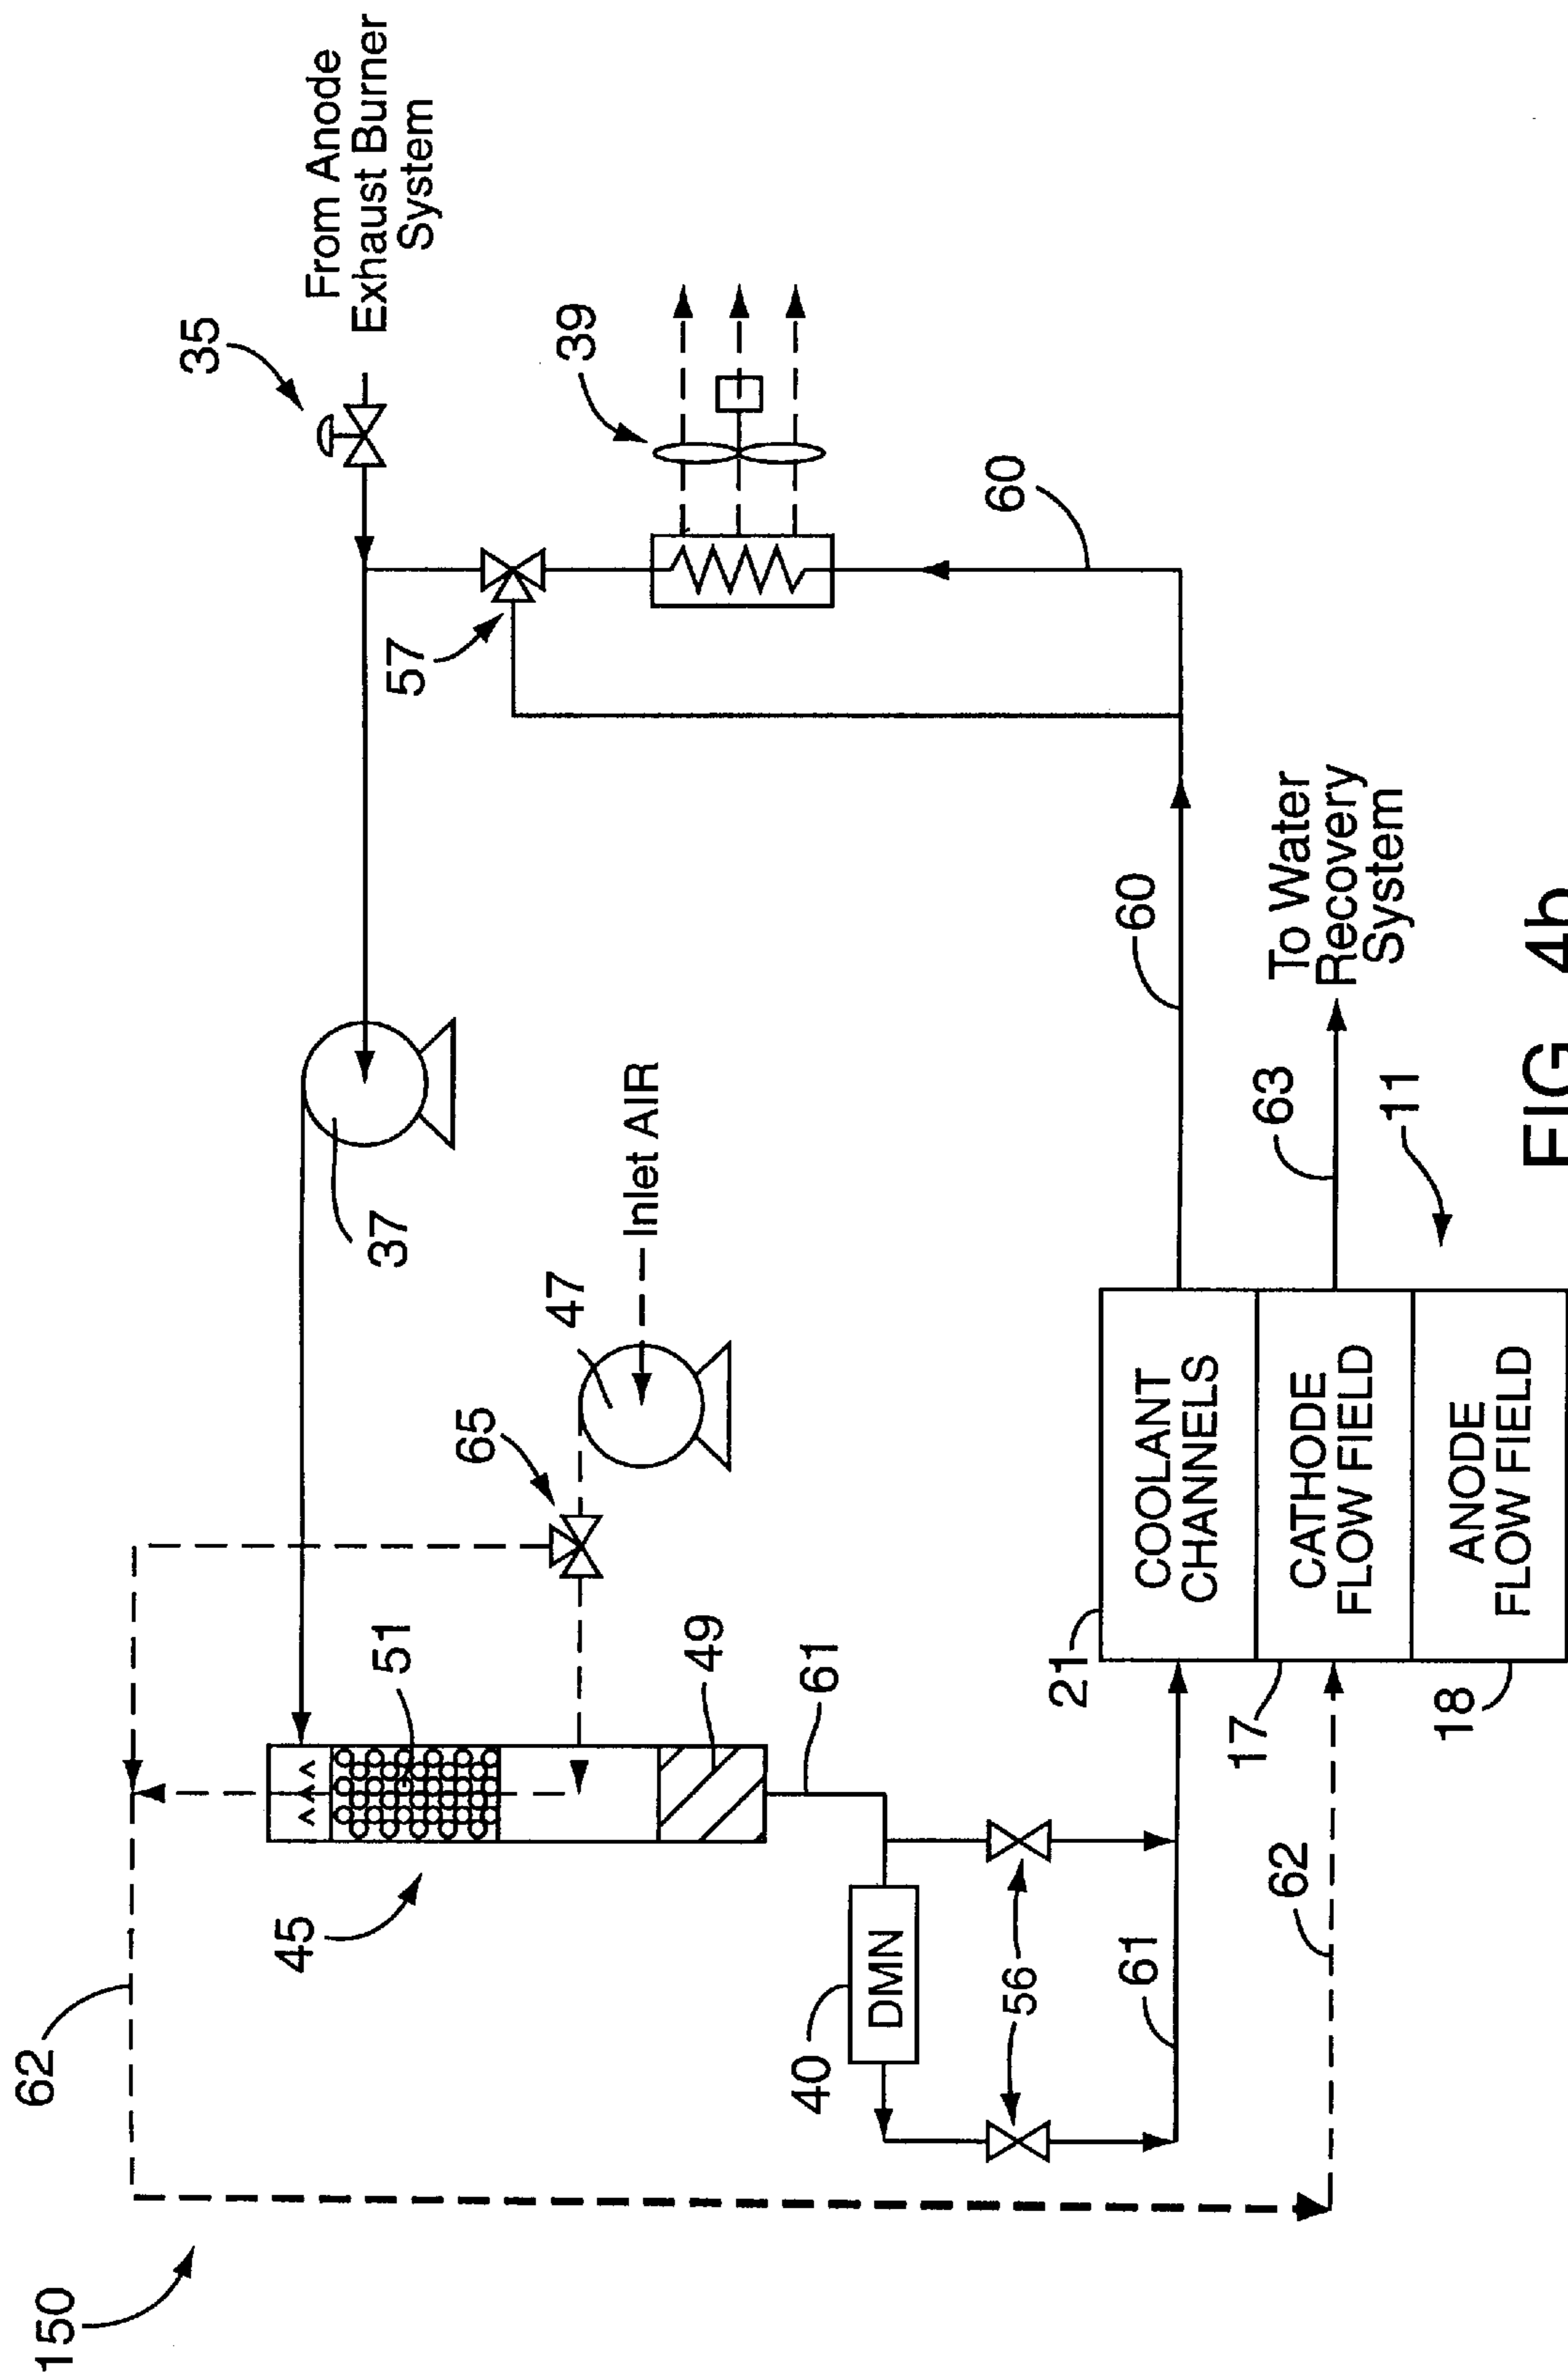 150
62
45
51
65
47
Inlet AIR
37
35
From Anode
Exhaust Burner
System
57
39
60
49
61
40
DMN
56
61
62
21
COOLANT
CHANNELS
17
CATHODE
FLOW FIELD
18
ANODE
FLOW FIELD
60
63
To Water
Recovery
System
11
FIG. 4b